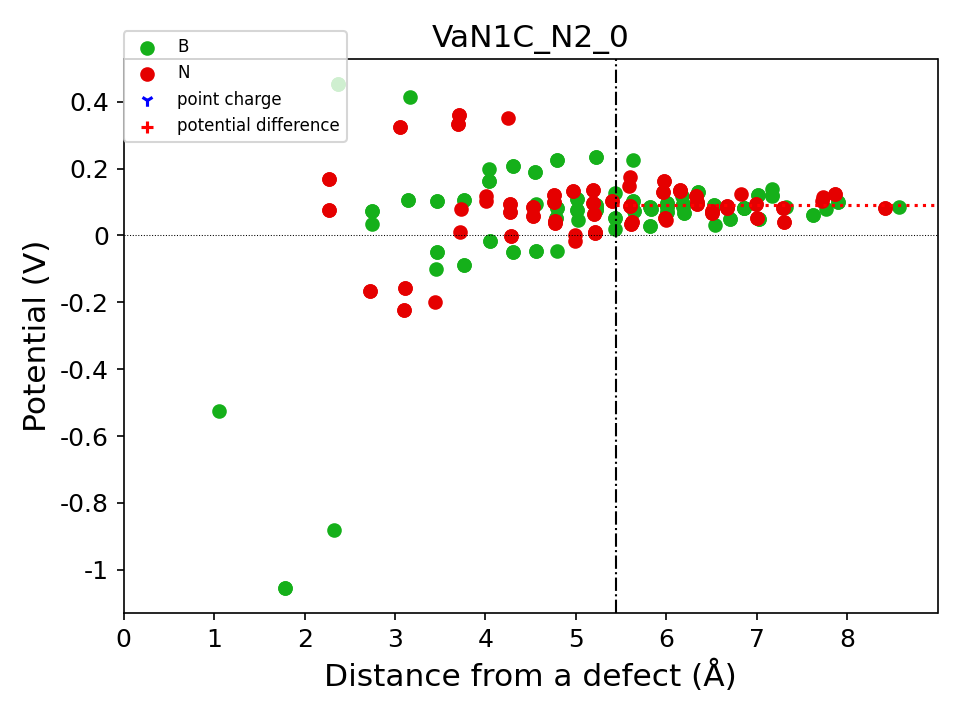 VaN1C_N2_0
B
N
point charge
potential difference
Potential (V)
0.4
0.2
0
-0.2
-0.4
-0.6
-0.8
-1
0 1 2 3 4 5 6 7 8
Distance from a defect (Å)